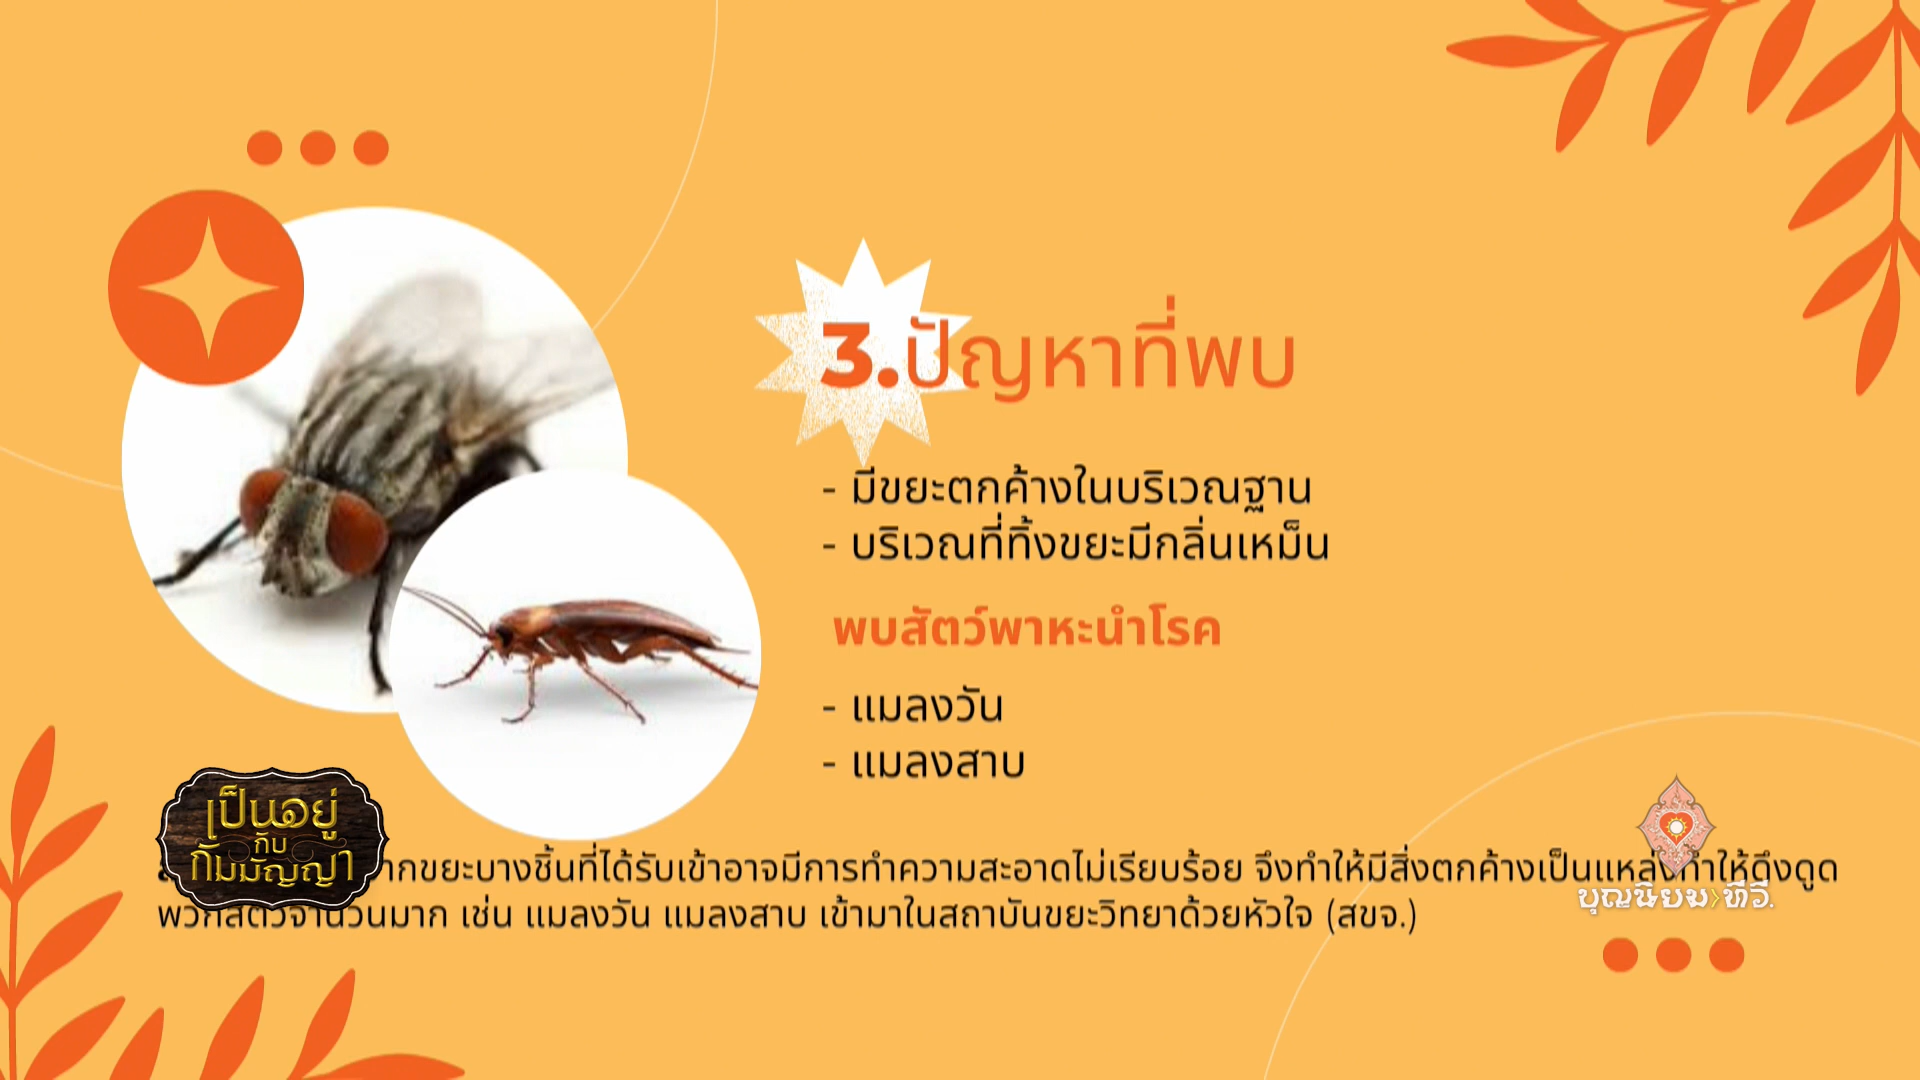 3.ปัญหาที่พบ
- มีขยะตกค้างในบริเวณฐาน
- บริเวณที่ทิ้งขยะมีกลิ่นเหม็น
พบสัตว์พาหะนำโรค
- แมลงวัน
- แมลงสาบ
เป็นอยู่
กับ
กัมมัญญา
ากขยะบางชิ้นที่ได้รับเข้าอาจมีการทำความสะอาดไม่เรียบร้อย จึงทำให้มีสิ่งตกค้างเป็นแหล่งทำให้ดึงดูด
พวกสัตว์จำนวนมาก เช่น แมลงวัน แมลงสาบ เข้ามาในสถาบันขยะวิทยาด้วยหัวใจ (สขจ.)
บุญนิยม>ทีวี.